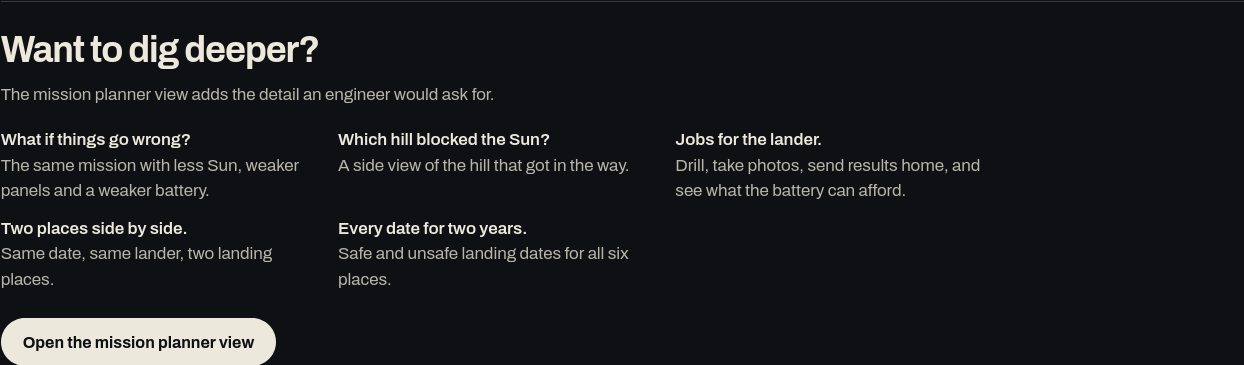 Want to dig deeper?
The mission planner view adds the detail an engineer would ask for.
What if things go wrong?
The same mission with less Sun, weaker
panels and a weaker battery.
Which hill blocked the Sun?
A side view of the hill that got in the way.
Jobs for the lander.
Drill, take photos, send results home, and
see what the battery can afford.
Two places side by side.
Same date, same lander, two landing
places.
Every date for two years.
Safe and unsafe landing dates for all six
places.
Open the mission planner view